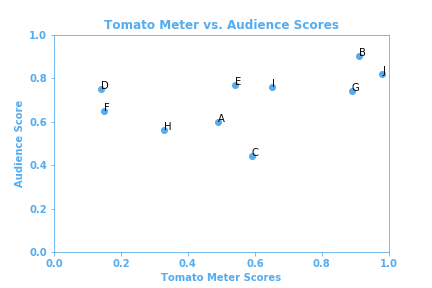 Tomato Meter vs. Audience Scores
1.0
B
J
0.8
D
E
I
G
F
0.6
A
H
C
0.4
0.2
0.0
Audience Score
0.0 0.2 0.4 0.6 0.8 1.0
Tomato Meter Scores